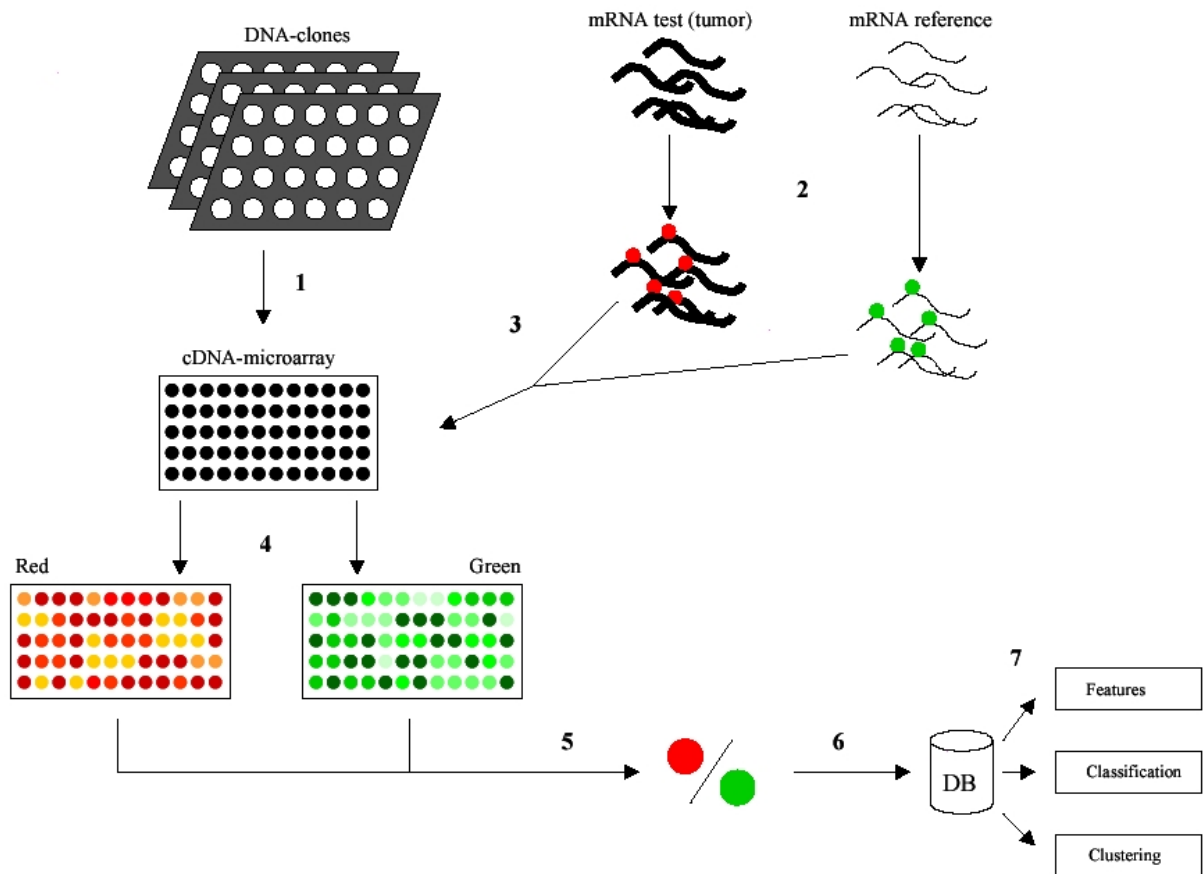 DNA-clones
mRNA test (tumor)
mRNA reference
2
1
3
cDNA-microarray
4
Red
Green
5
6
7
DB
Features
Classification
Clustering